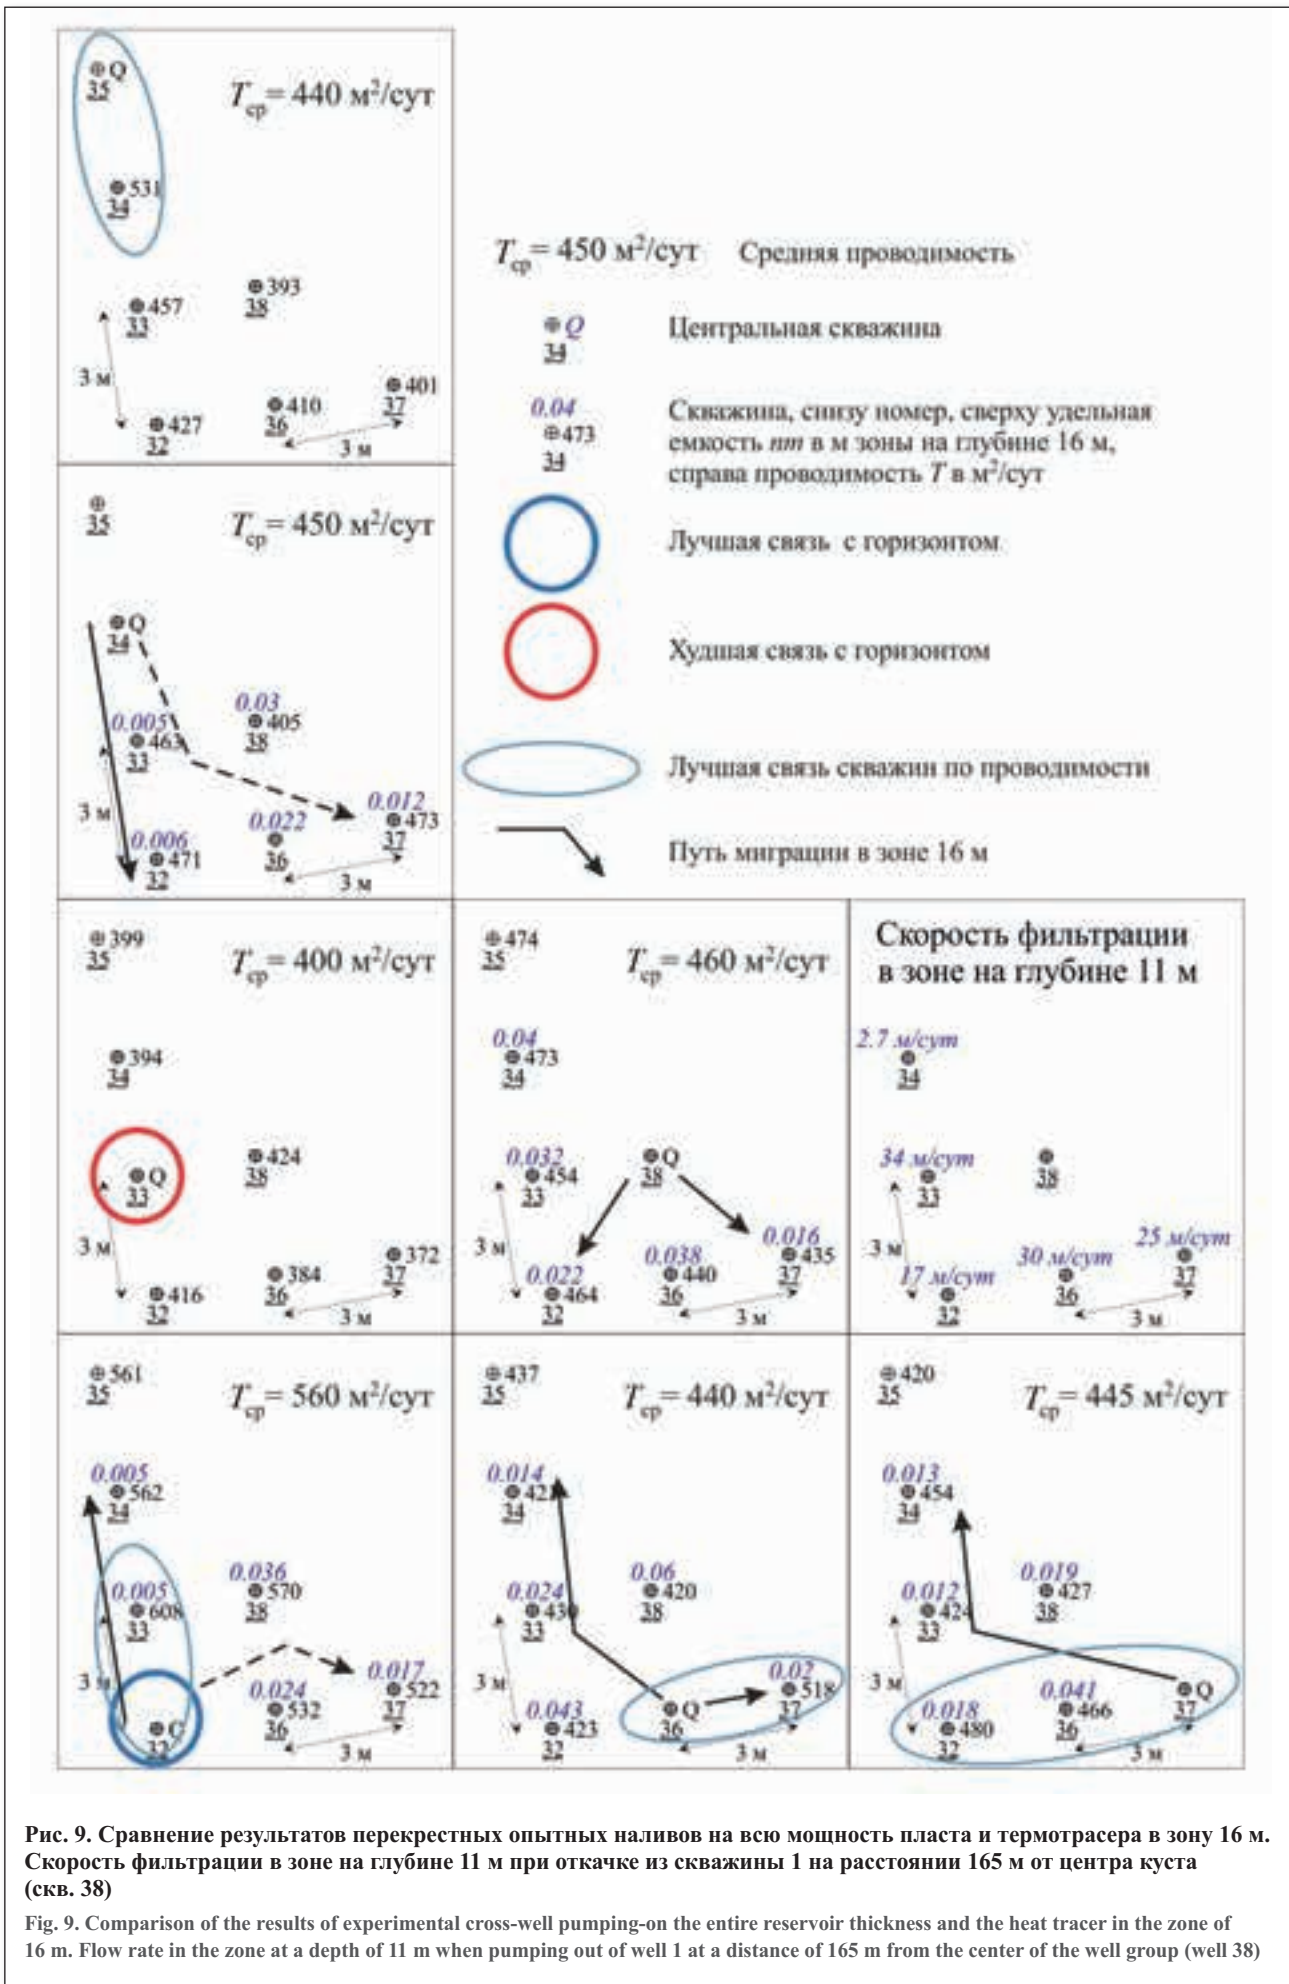 ⊕ Q
35
T_ср = 440 м²/сут
531
34
457
33
393
38
3 м
427
32
410
36
401
37
3 м
T_ср = 450 м²/сут Средняя проводимость
Q
34
Центральная скважина
0.04
473
34
Скважина, снизу номер, сверху удельная
емкость nm в м зоны на глубине 16 м,
справа проводимость T в м²/сут
Лучшая связь с горизонтом
Худшая связь с горизонтом
Лучшая связь скважин по проводимости
Путь миграции в зоне 16 м
35
T_ср = 450 м²/сут
Q
34
0.005
463
33
0.03
405
38
3 м
0.006
471
32
0.022
36
0.012
473
37
3 м
399
35
T_ср = 400 м²/сут
394
34
Q
33
424
38
3 м
416
32
384
36
372
37
3 м
474
35
T_ср = 460 м²/сут
0.04
473
34
0.032
454
33
Q
38
3 м
0.022
464
32
0.038
440
36
0.016
435
37
3 м
Скорость фильтрации
в зоне на глубине 11 м
2.7 м/сут
34
34 м/сут
33
38
3 м
17 м/сут
32
30 м/сут
36
25 м/сут
37
3 м
561
35
T_ср = 560 м²/сут
0.005
562
34
0.005
608
33
0.036
570
38
3 м
32
0.024
532
36
0.017
522
37
3 м
437
35
T_ср = 440 м²/сут
0.014
34
0.024
33
0.06
420
38
3 м
0.043
423
32
Q
36
0.02
518
37
3 м
420
35
T_ср = 445 м²/сут
0.013
454
34
0.012
424
33
0.019
427
38
3 м
0.018
480
32
0.041
466
36
Q
37
3 м
Рис. 9. Сравнение результатов перекрестных опытных наливов на всю мощность пласта и термотрасера в зону 16 м.
Скорость фильтрации в зоне на глубине 11 м при откачке из скважины 1 на расстоянии 165 м от центра куста
(скв. 38)
Fig. 9. Comparison of the results of experimental cross-well pumping-on the entire reservoir thickness and the heat tracer in the zone of
16 m. Flow rate in the zone at a depth of 11 m when pumping out of well 1 at a distance of 165 m from the center of the well group (well 38)